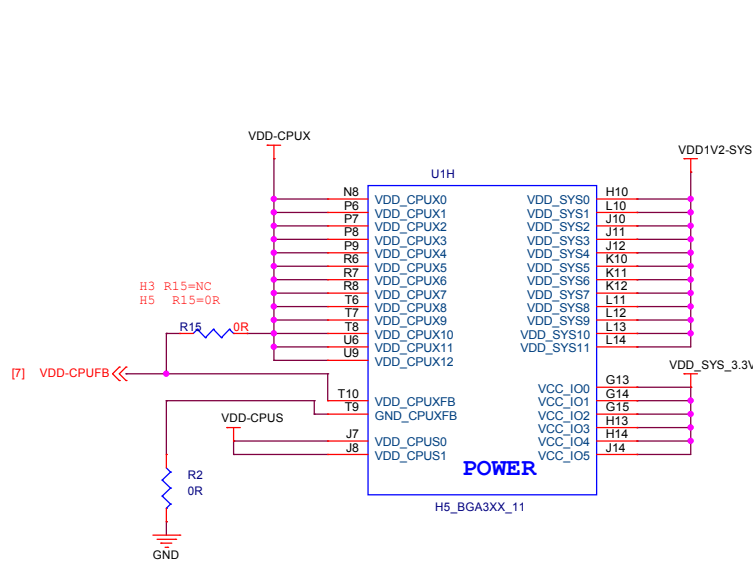 VDD-CPUX
VDD1V2-SYS
U1H
N8 VDD_CPUX0 VDD_SYS0 H10
P6 VDD_CPUX1 VDD_SYS1 L10
P7 VDD_CPUX2 VDD_SYS2 J10
P8 VDD_CPUX3 VDD_SYS3 J11
P9 VDD_CPUX4 VDD_SYS4 J12
R6 VDD_CPUX5 VDD_SYS5 K10
R7 VDD_CPUX6 VDD_SYS6 K11
R8 VDD_CPUX7 VDD_SYS7 K12
T6 VDD_CPUX8 VDD_SYS8 L11
T7 VDD_CPUX9 VDD_SYS9 L12
T8 VDD_CPUX10 VDD_SYS10 L13
U6 VDD_CPUX11 VDD_SYS11 L14
U9 VDD_CPUX12
H3 R15=NC
H5 R15=0R
R15 0R
[7] VDD-CPUFB
VDD_SYS_3.3V
VCC_IO0 G13
T10 VDD_CPUXFB VCC_IO1 G14
T9 GND_CPUXFB VCC_IO2 G15
VCC_IO3 H13
VDD-CPUS
J7 VDD_CPUS0 VCC_IO4 H14
J8 VDD_CPUS1 VCC_IO5 J14
POWER
R2
0R
H5_BGA3XX_11
GND